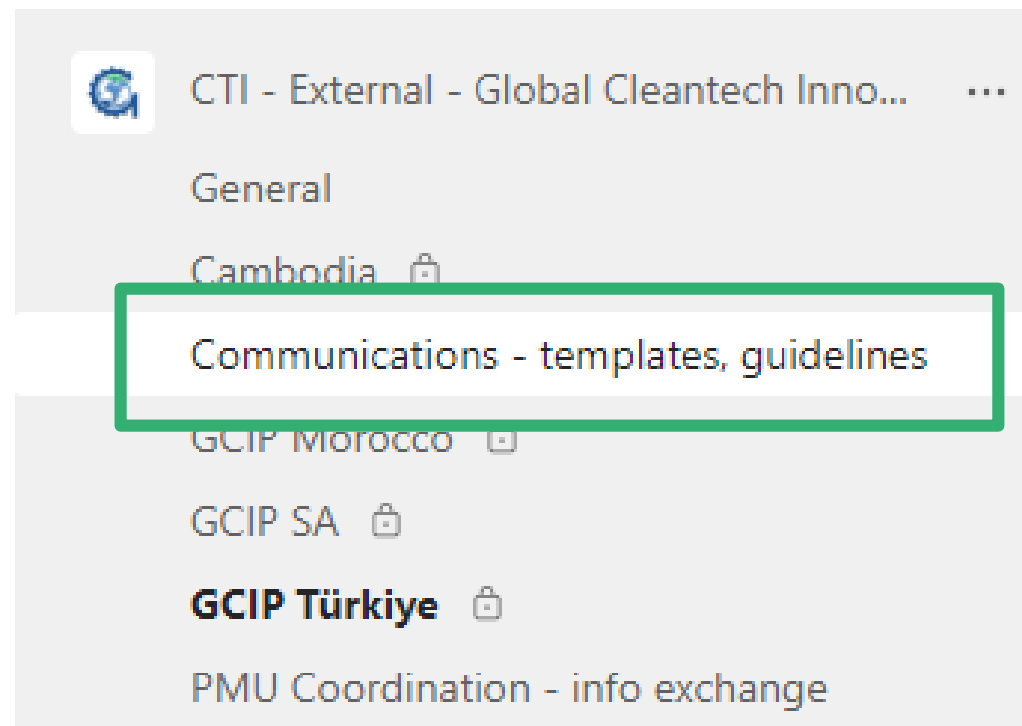 CTI - External - Global Cleantech Inno... ...
General
Cambodia
Communications - templates, guidelines
GCIP Morocco
GCIP SA
GCIP Türkiye
PMU Coordination - info exchange